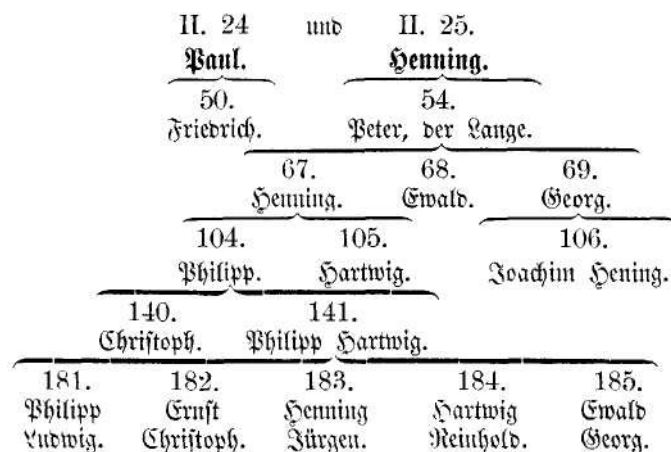 II. 24 und II. 25.
Paul. Henning.
50. 54.
Friedrich. Peter, der Lange.
67. 68. 69.
Henning. Ewald. Georg.
104. 105. 106.
Philipp. Hartwig. Joachim Hening.
140. 141.
Christoph. Philipp Hartwig.
181. 182. 183. 184. 185.
Philipp Ernst Henning Hartwig Ewald
Ludwig. Christoph. Jürgen. Reinhold. Georg.